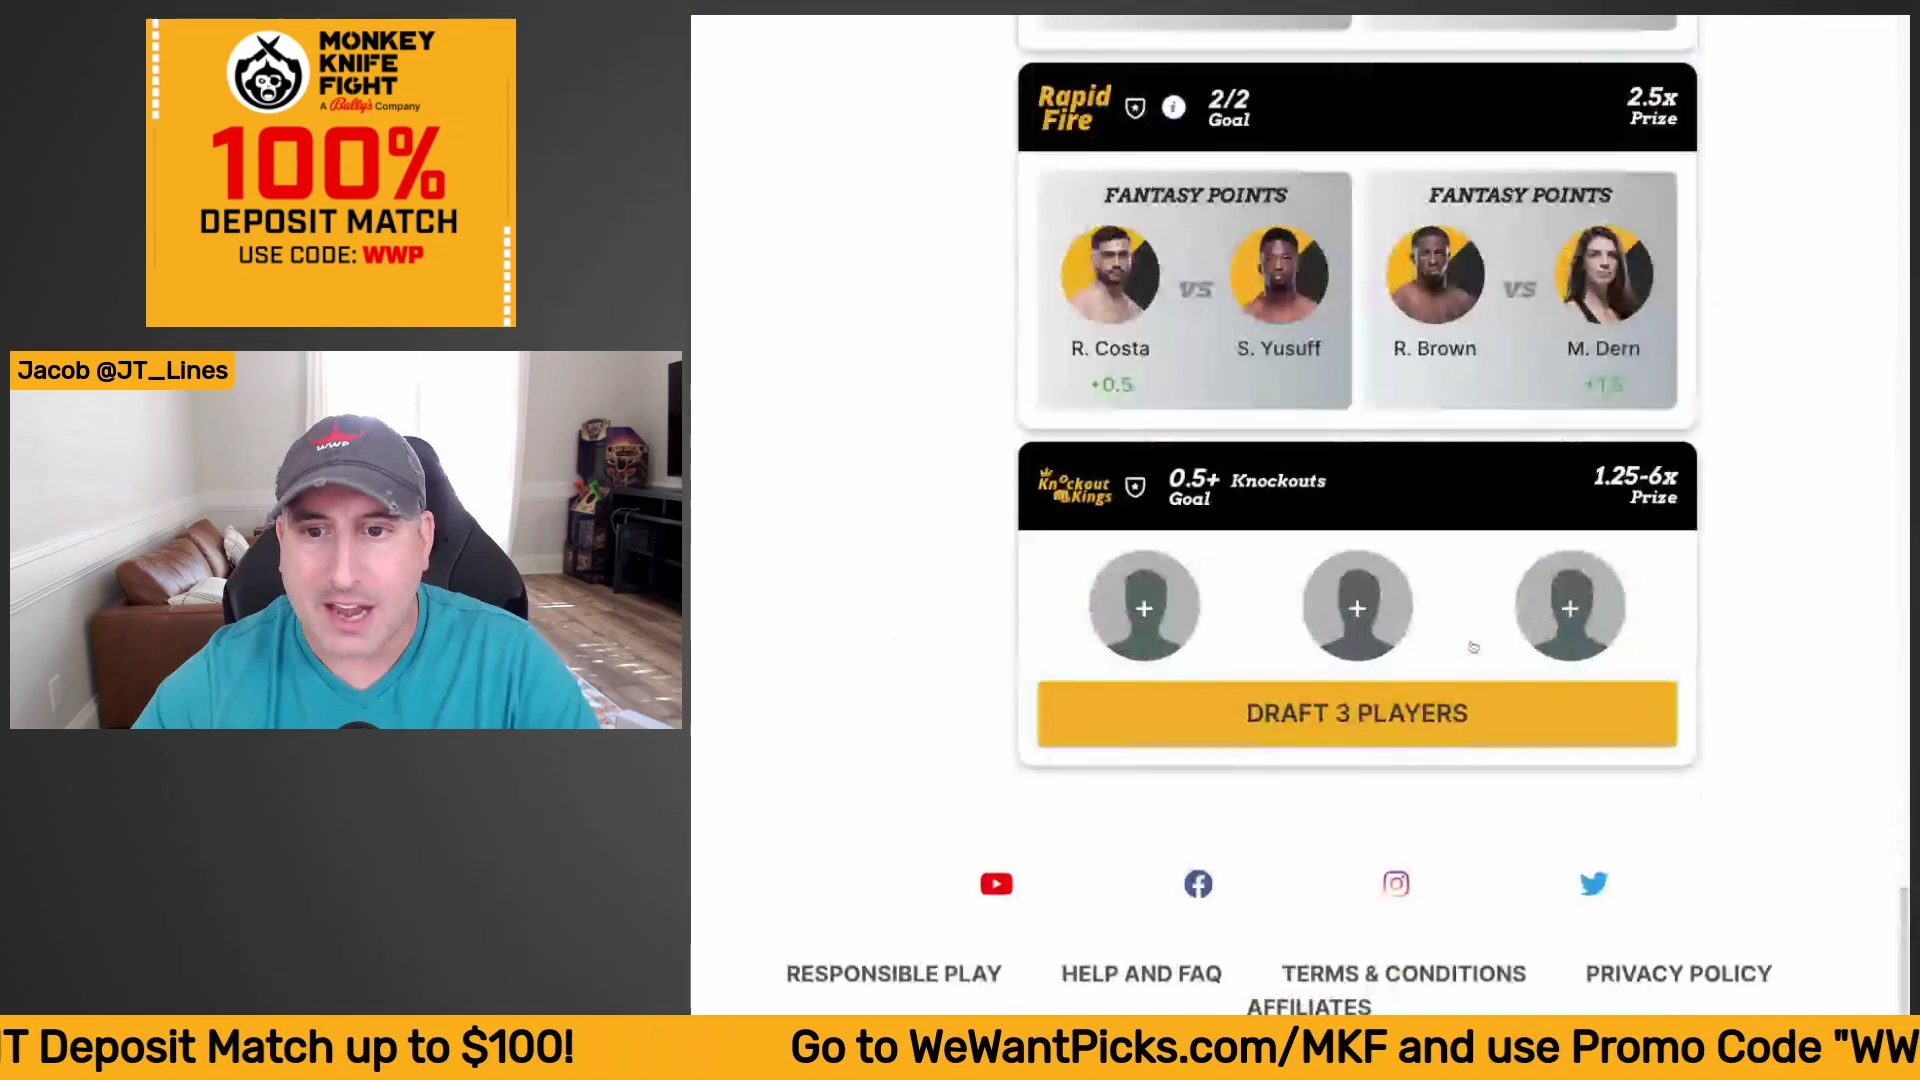 MONKEY
KNIFE
FIGHT
A Bally's Company
100%
DEPOSIT MATCH
USE CODE: WWP
Jacob @JT_Lines
WWP
Rapid
Fire
i
2/2
Goal
2.5x
Prize
FANTASY POINTS
R. Costa
vs
S. Yusuff
+0.5
FANTASY POINTS
R. Brown
vs
M. Dern
+1.5
Knockout
Kings
0.5+ Knockouts
Goal
1.25-6x
Prize
+ + +
DRAFT 3 PLAYERS
RESPONSIBLE PLAY HELP AND FAQ TERMS & CONDITIONS PRIVACY POLICY
AFFILIATES
T Deposit Match up to $100! Go to WeWantPicks.com/MKF and use Promo Code "WW